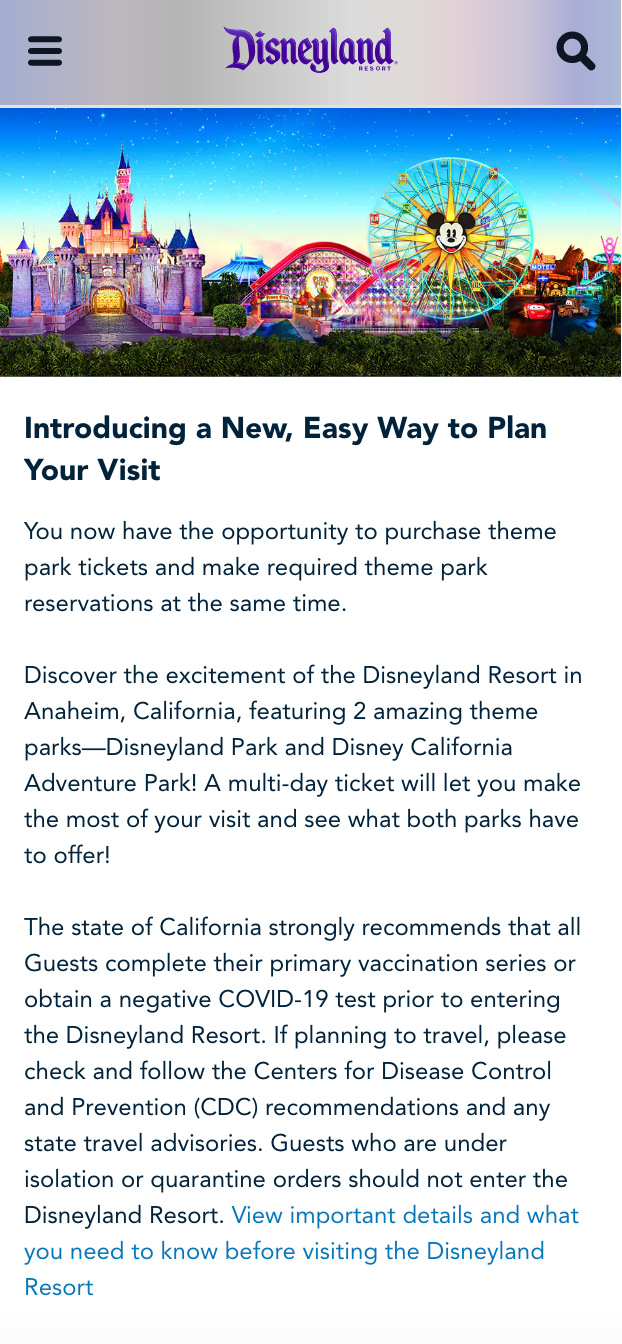 Disneyland
RESORT
MOTEL
Introducing a New, Easy Way to Plan
Your Visit
You now have the opportunity to purchase theme
park tickets and make required theme park
reservations at the same time.
Discover the excitement of the Disneyland Resort in
Anaheim, California, featuring 2 amazing theme
parks—Disneyland Park and Disney California
Adventure Park! A multi-day ticket will let you make
the most of your visit and see what both parks have
to offer!
The state of California strongly recommends that all
Guests complete their primary vaccination series or
obtain a negative COVID-19 test prior to entering
the Disneyland Resort. If planning to travel, please
check and follow the Centers for Disease Control
and Prevention (CDC) recommendations and any
state travel advisories. Guests who are under
isolation or quarantine orders should not enter the
Disneyland Resort. View important details and what
you need to know before visiting the Disneyland
Resort